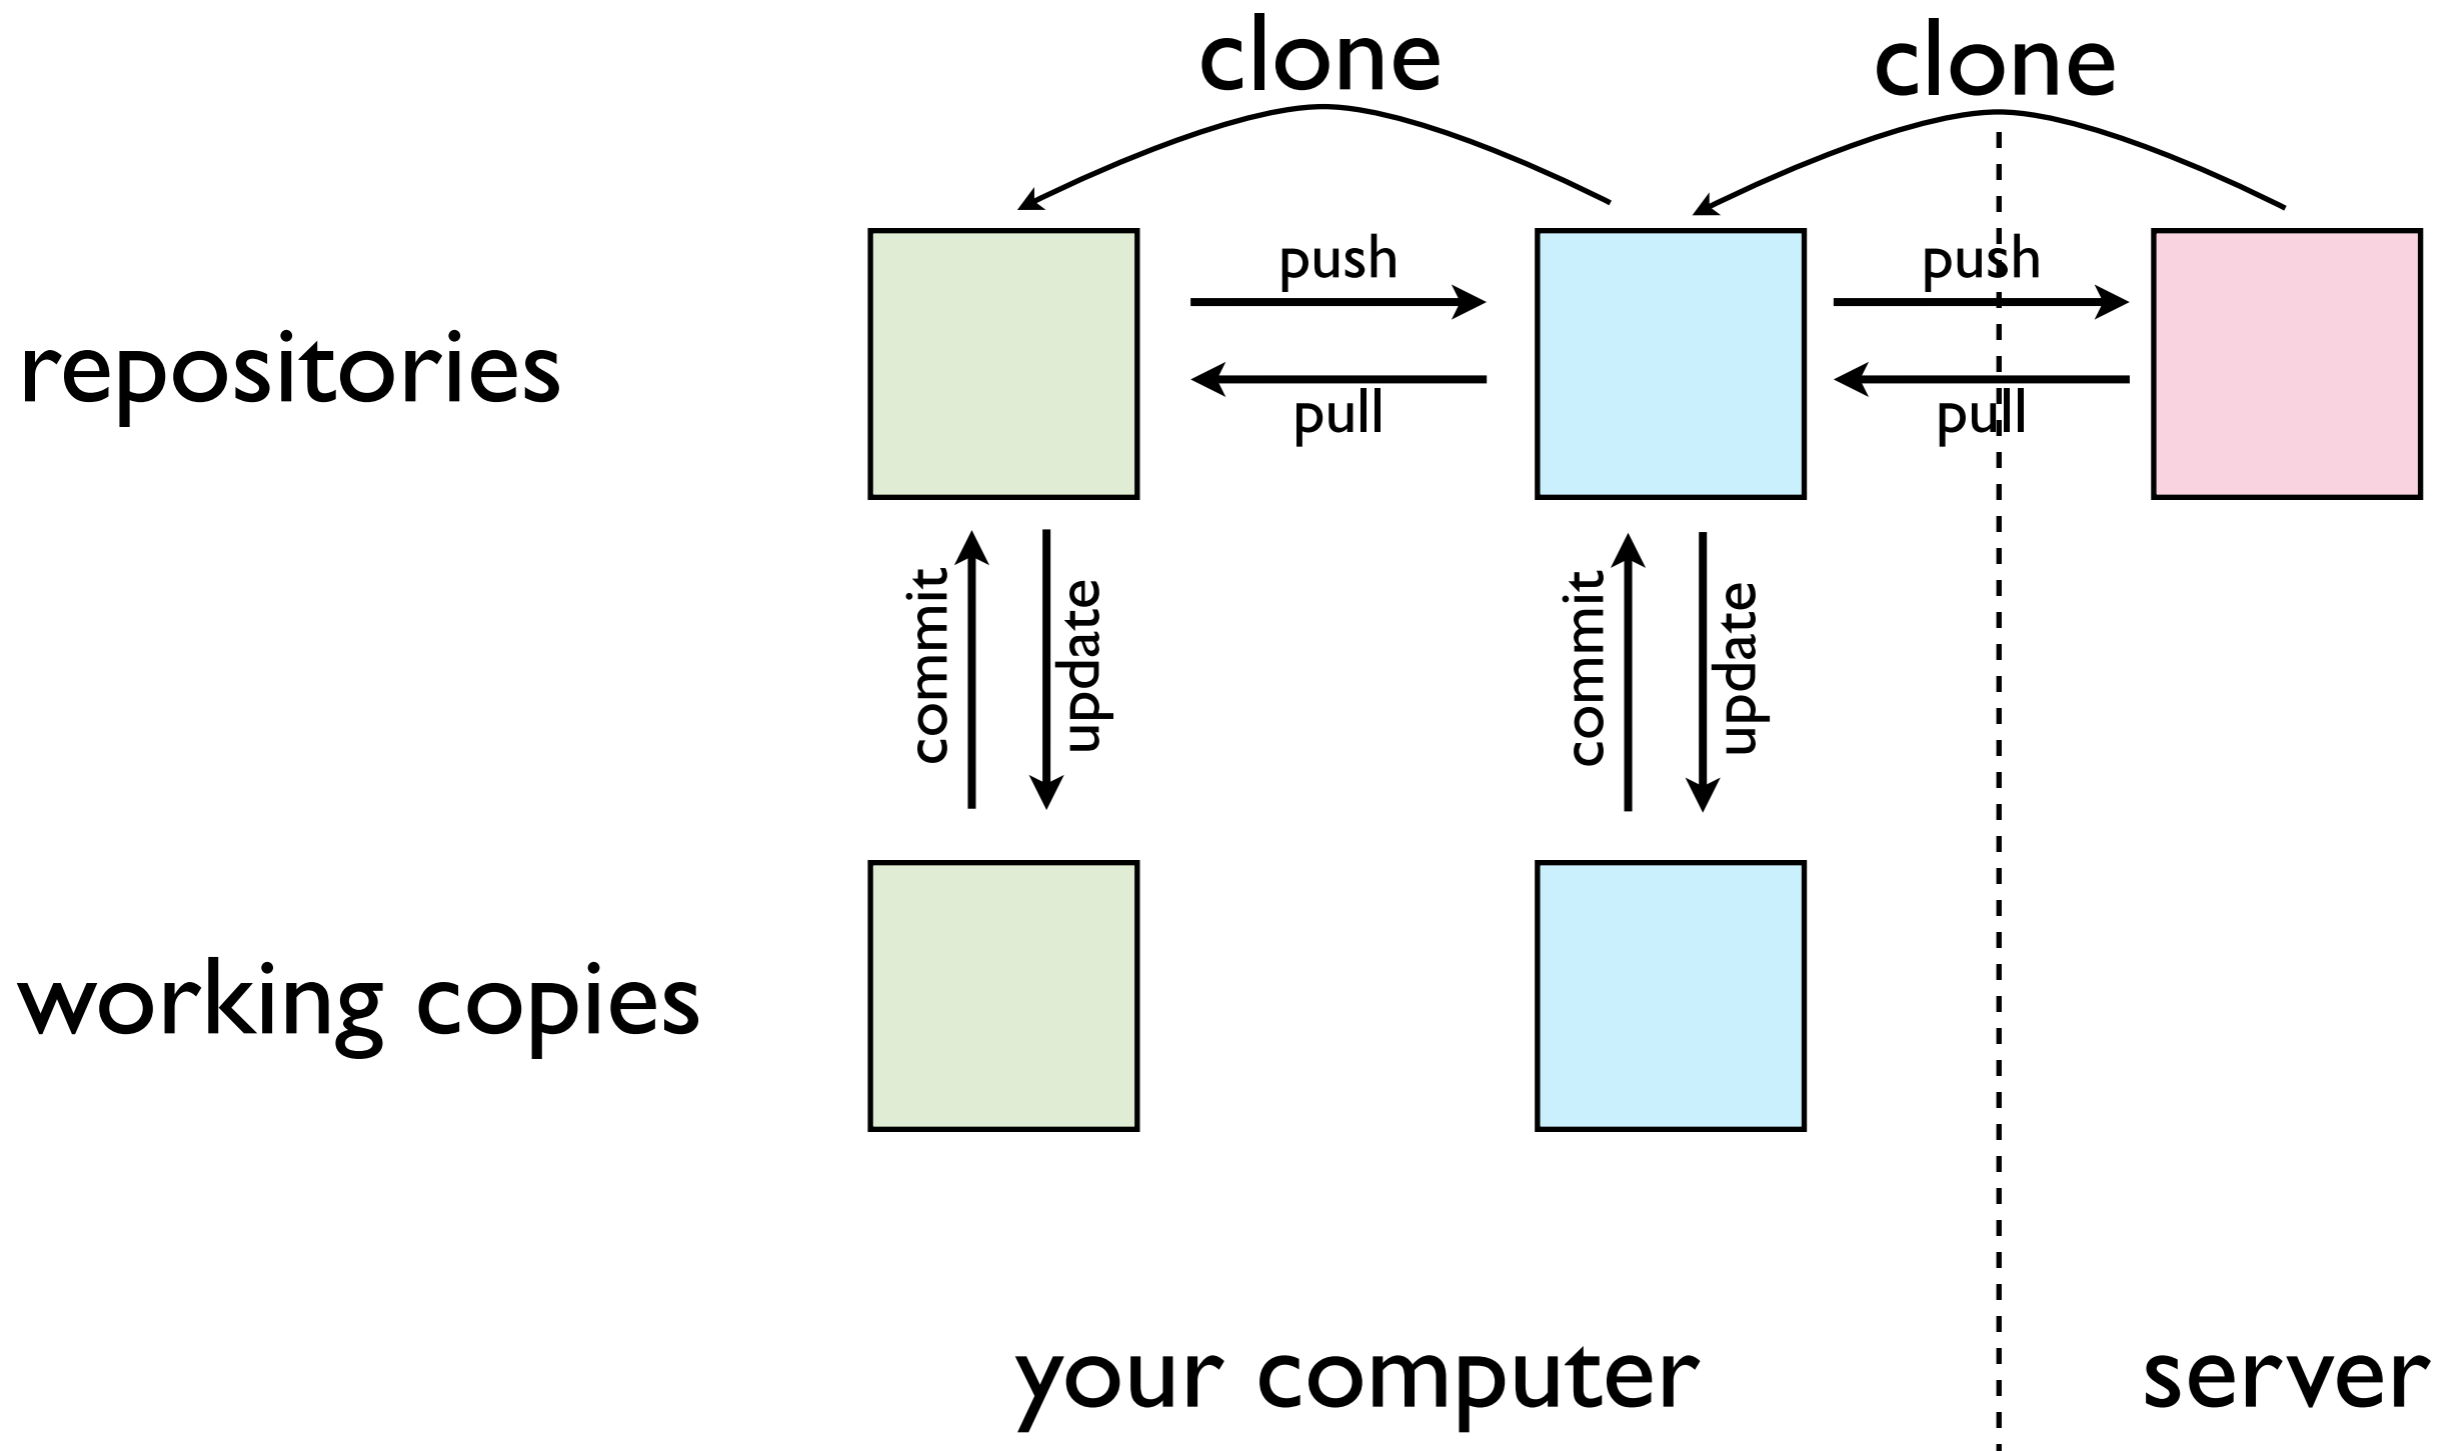 clone
clone
push
push
repositories
pull
pull
commit
update
commit
update
working copies
your computer
server